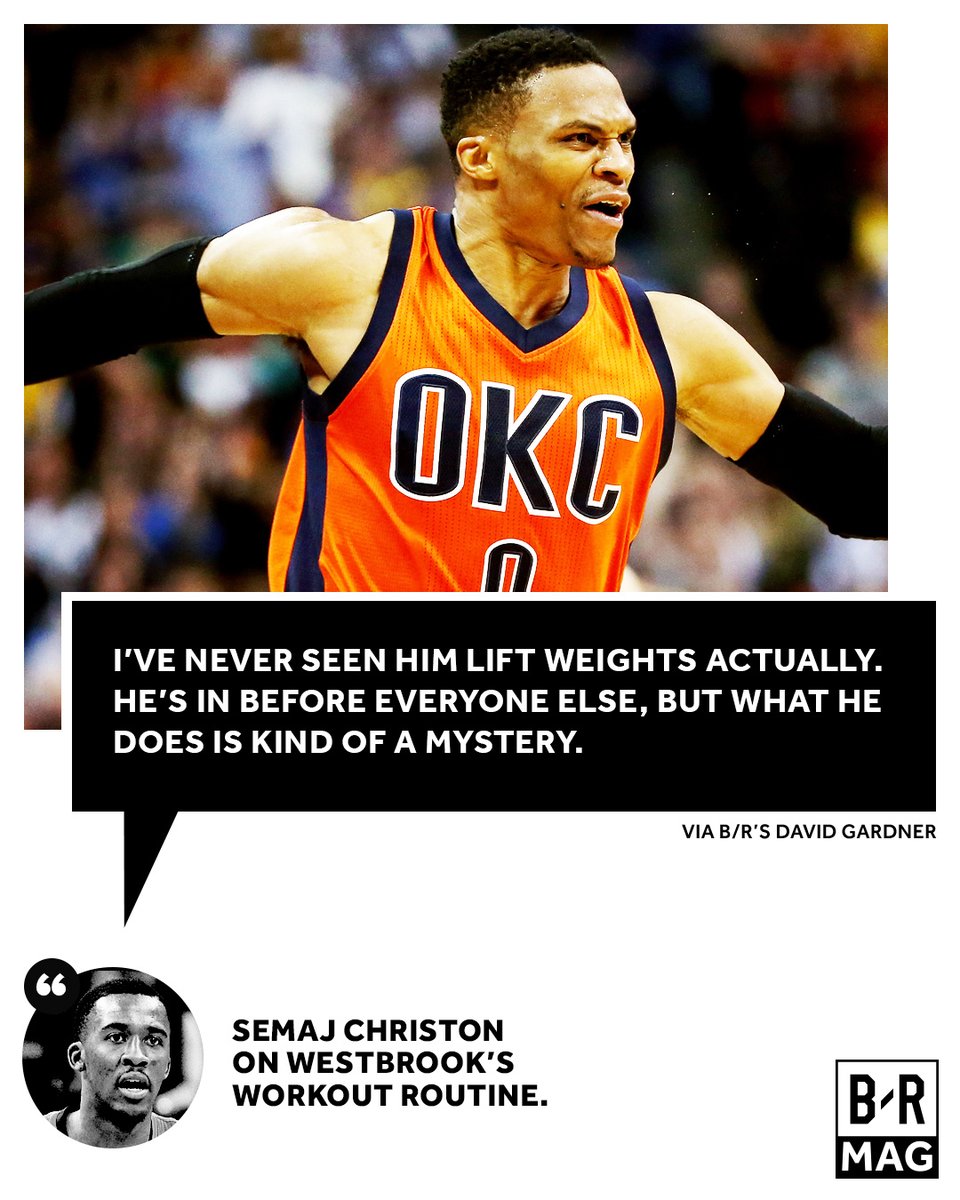 OKC
0
I'VE NEVER SEEN HIM LIFT WEIGHTS ACTUALLY.
HE'S IN BEFORE EVERYONE ELSE, BUT WHAT HE
DOES IS KIND OF A MYSTERY.
VIA B/R'S DAVID GARDNER
“
SEMAJ CHRISTON
ON WESTBROOK'S
WORKOUT ROUTINE.
B/R
MAG